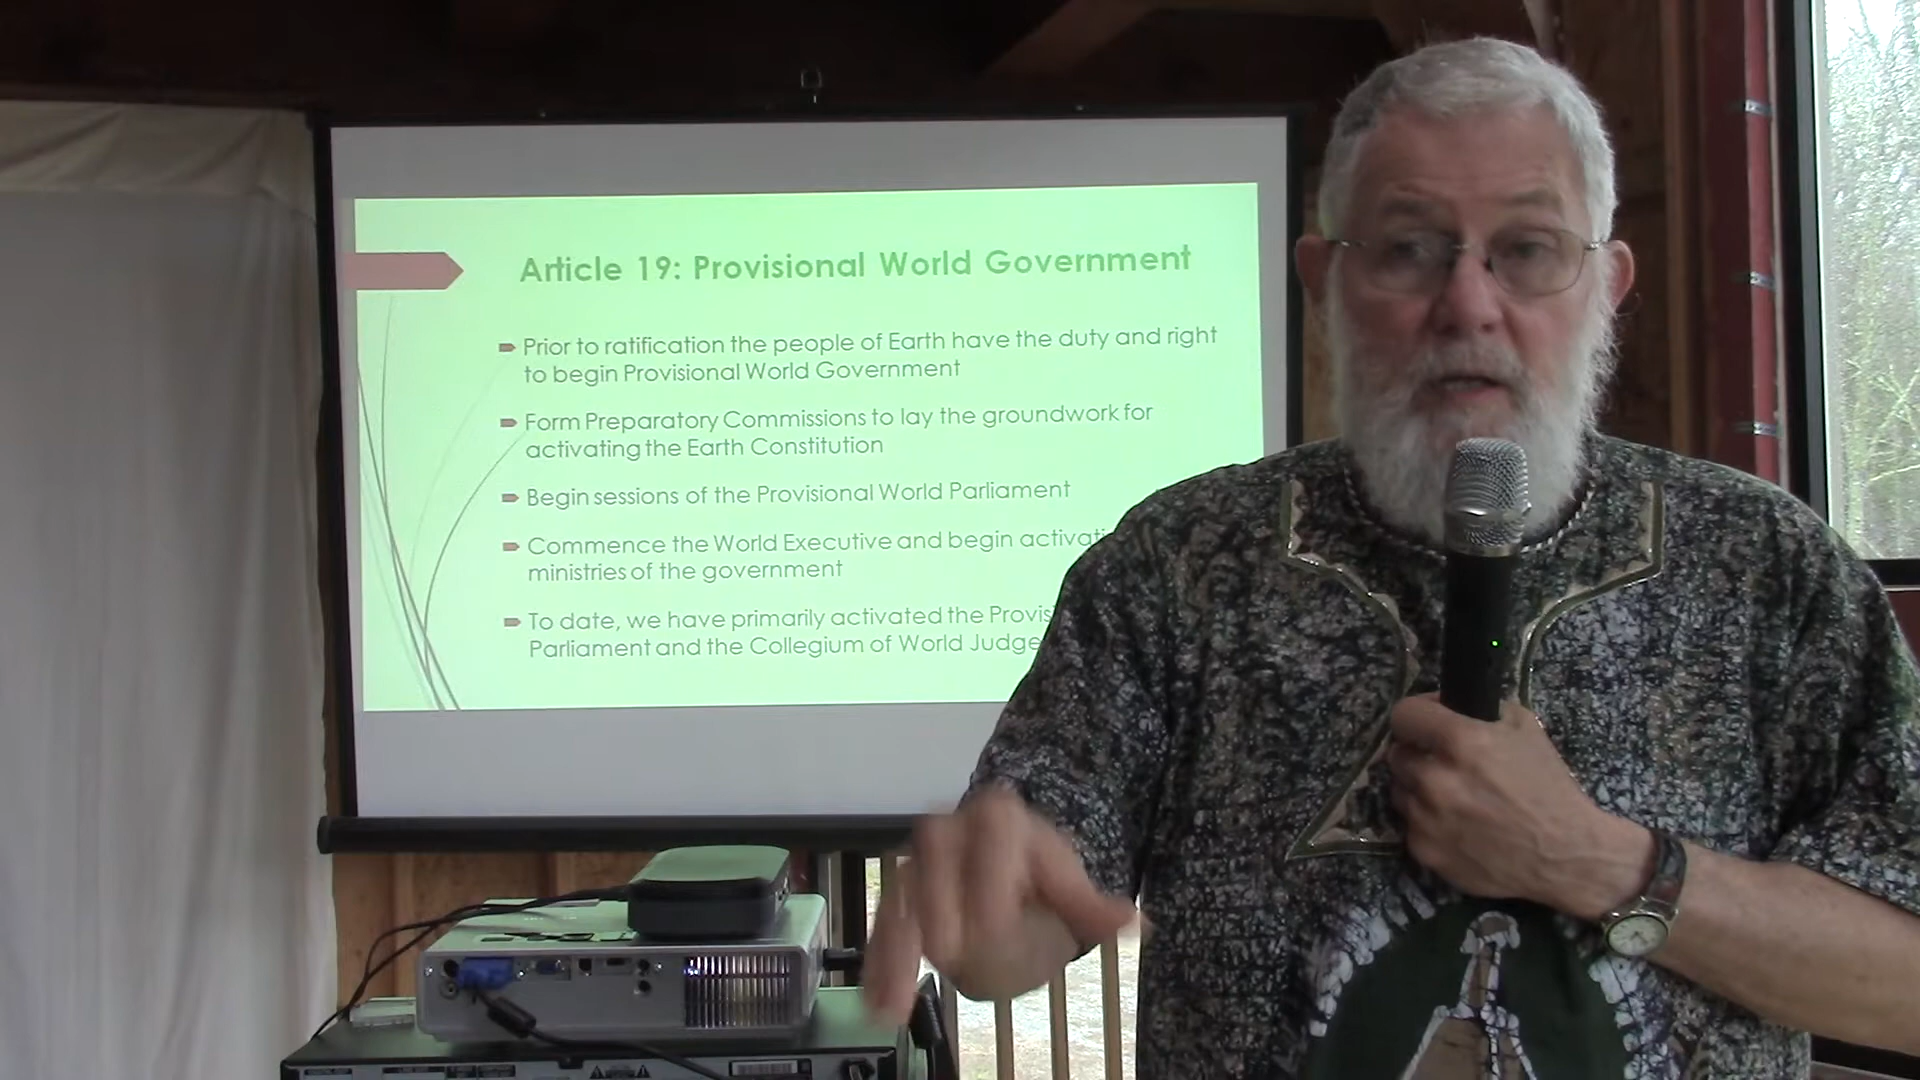 Article 19: Provisional World Government
Prior to ratification the people of Earth have the duty and right
to begin Provisional World Government
Form Preparatory Commissions to lay the groundwork for
activating the Earth Constitution
Begin sessions of the Provisional World Parliament
Commence the World Executive and begin activati
ministries of the government
To date, we have primarily activated the Provis
Parliament and the Collegium of World Judge